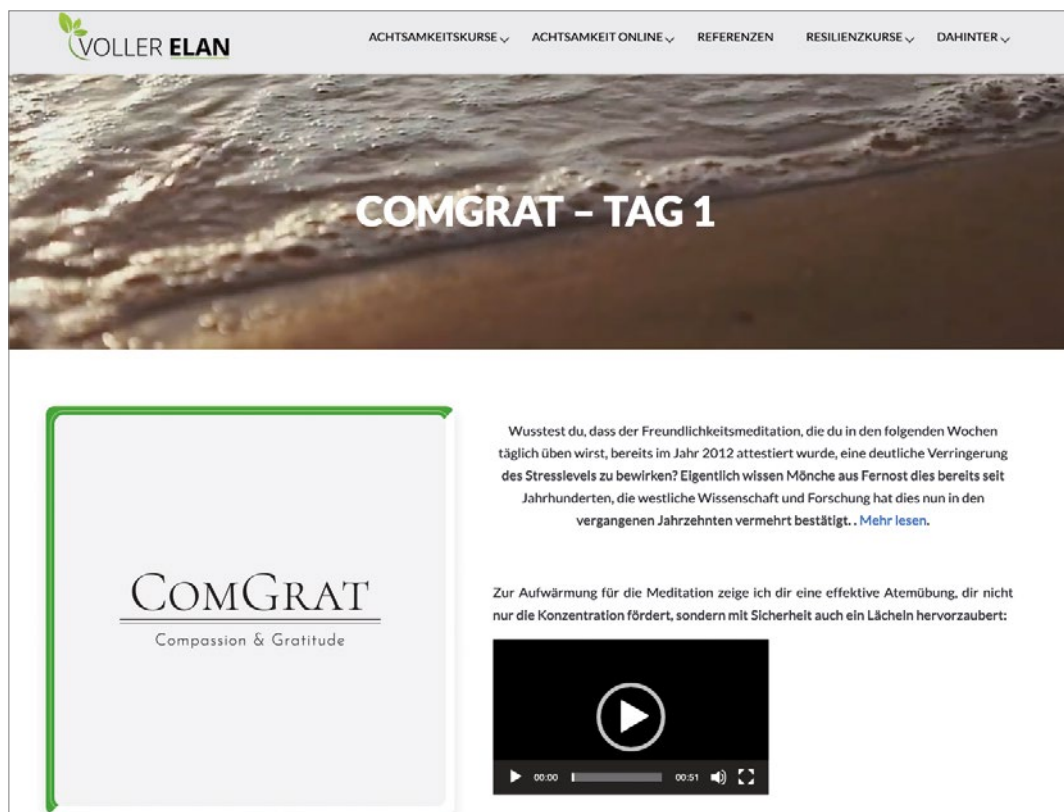 VOLLER ELAN
ACHTSAMKEITSKURSE
ACHTSAMKEIT ONLINE
REFERENZEN
RESILIENZKURSE
DAHINTER
COMGRAT – TAG 1
COMGRAT
Compassion & Gratitude
Wusstest du, dass der Freundlichkeitsmeditation, die du in den folgenden Wochen
täglich üben wirst, bereits im Jahr 2012 attestiert wurde, eine deutliche Verringerung
des Stresslevels zu bewirken? Eigentlich wissen Mönche aus Fernost dies bereits seit
Jahrhunderten, die westliche Wissenschaft und Forschung hat dies nun in den
vergangenen Jahrzehnten vermehrt bestätigt. . Mehr lesen.
Zur Aufwärmung für die Meditation zeige ich dir eine effektive Atemübung, dir nicht
nur die Konzentration fördert, sondern mit Sicherheit auch ein Lächeln hervorzaubert:
00:00
00:51